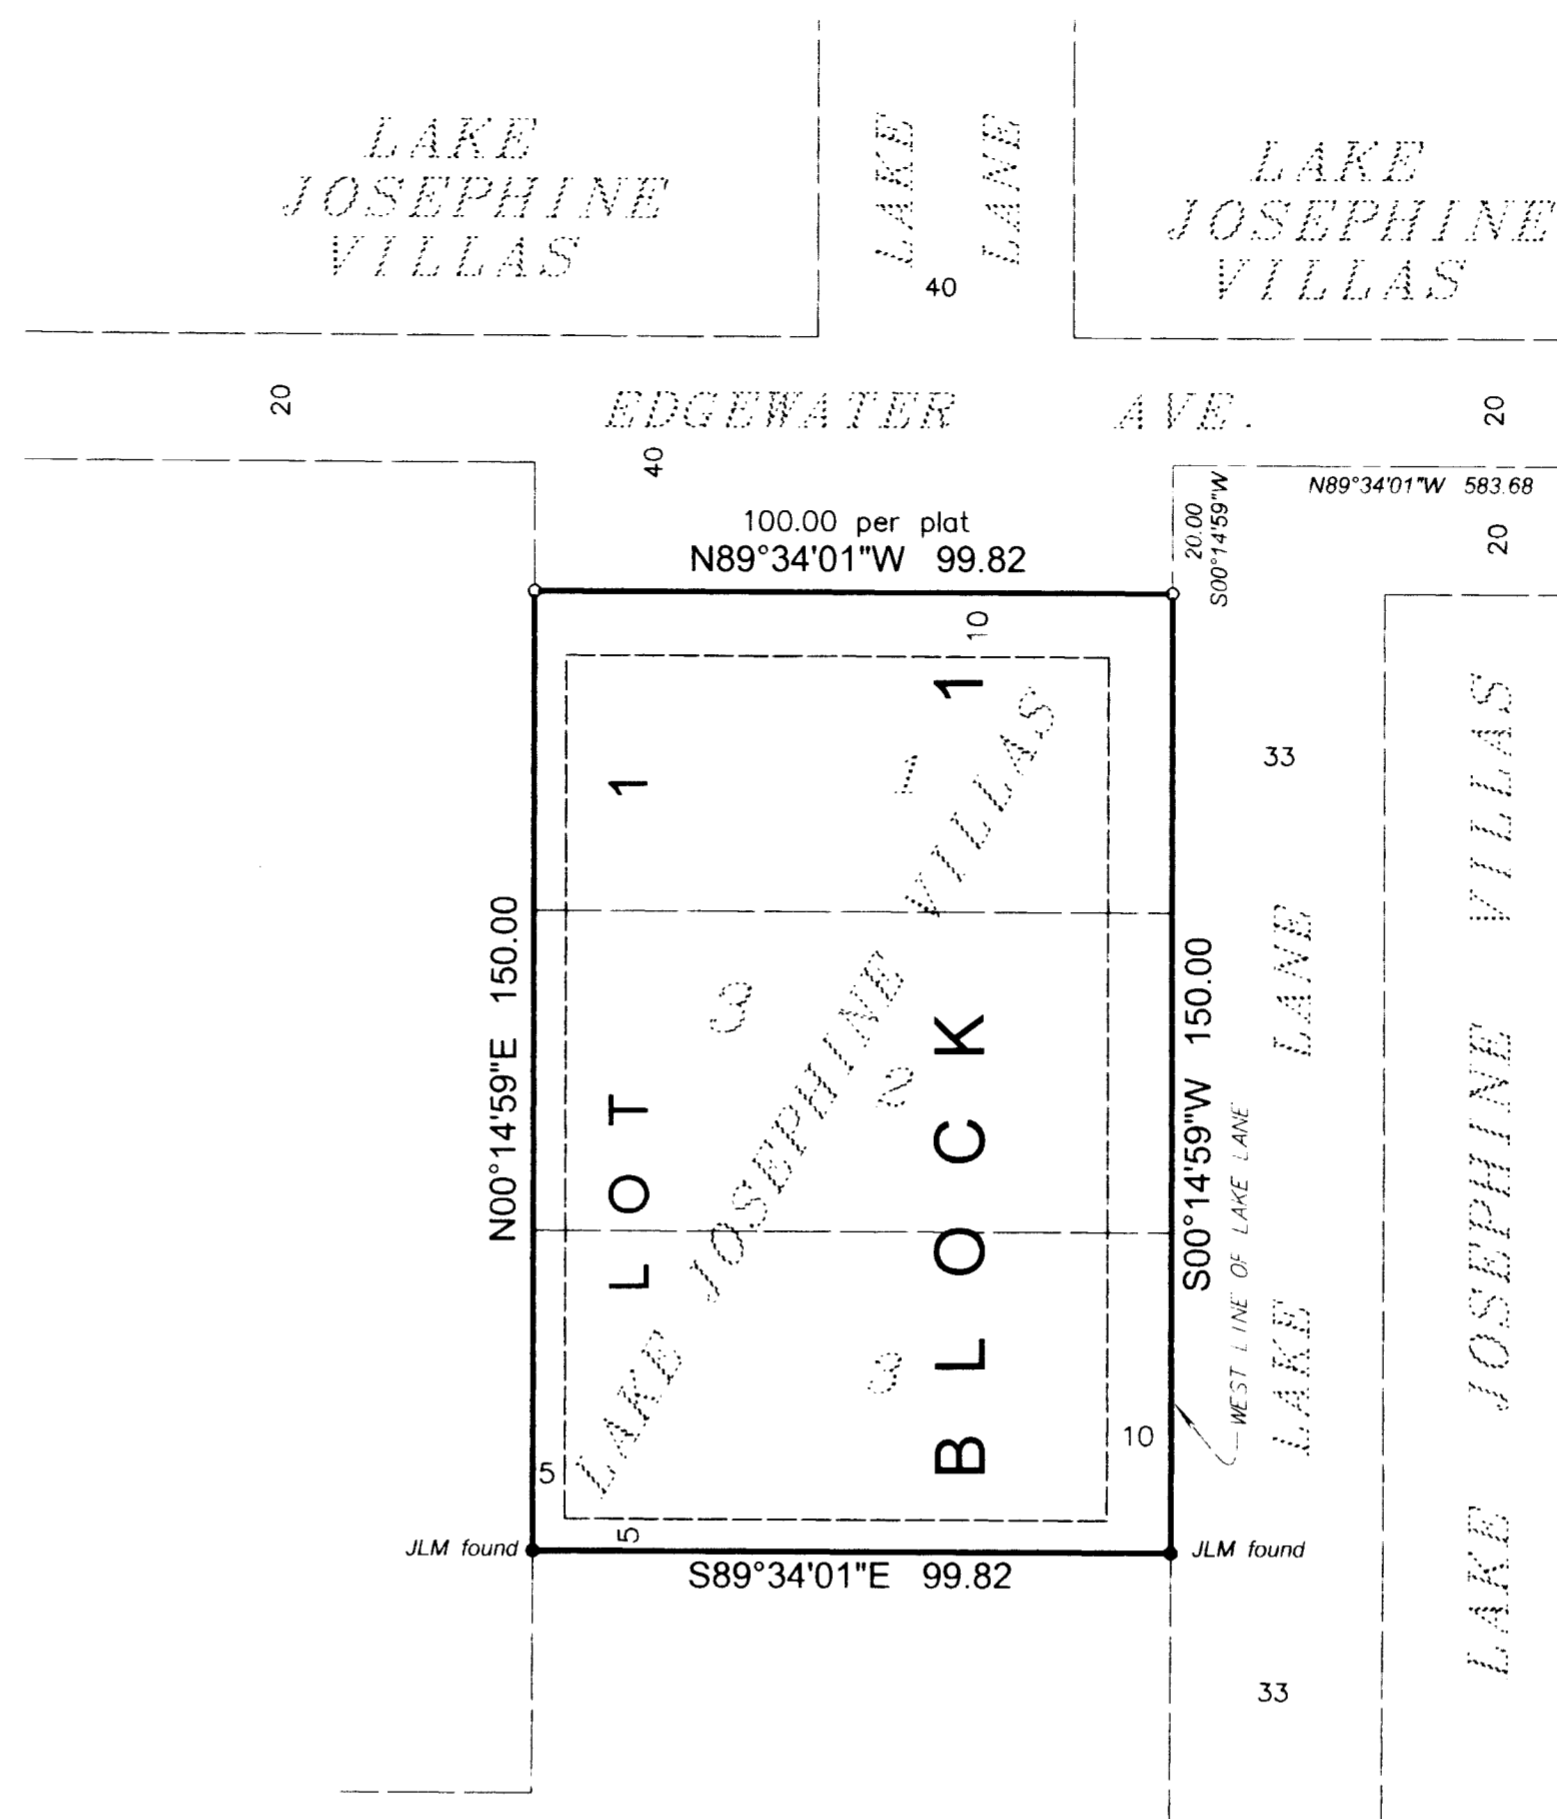 LAKE
JOSEPHINE
VILLAS
LAKE
LANE
40
LAKE
JOSEPHINE
VILLAS
20
EDGEWATER AVE.
20
40
N89°34'01"W 583.68
100.00 per plat
N89°34'01"W 99.82
20.00
S00°14'59"W
20
10
LOT 1
BLOCK 1
1
2
3
3
LAKE JOSEPHINE VILLAS
N00°14'59"E 150.00
S00°14'59"W 150.00
WEST LINE OF LAKE LANE
33
LAKE LANE
LAKE JOSEPHINE VILLAS
5
10
5
JLM found
JLM found
S89°34'01"E 99.82
33